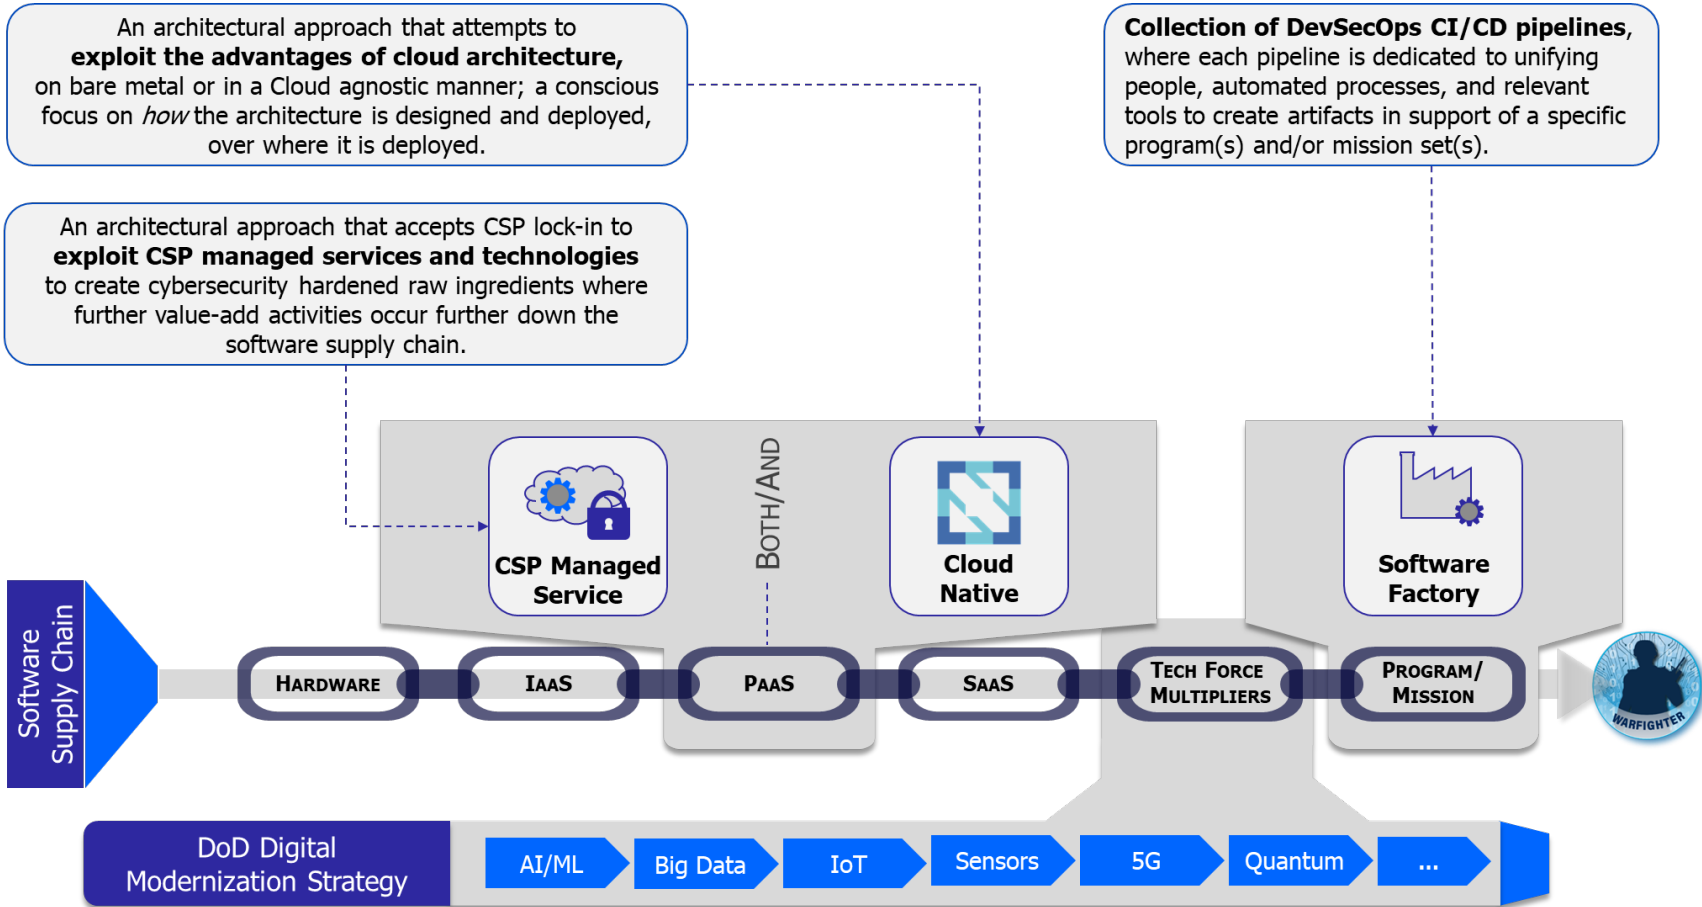 An architectural approach that attempts to
exploit the advantages of cloud architecture,
on bare metal or in a Cloud agnostic manner; a conscious
focus on how the architecture is designed and deployed,
over where it is deployed.
Collection of DevSecOps CI/CD pipelines,
where each pipeline is dedicated to unifying
people, automated processes, and relevant
tools to create artifacts in support of a specific
program(s) and/or mission set(s).
An architectural approach that accepts CSP lock-in to
exploit CSP managed services and technologies
to create cybersecurity hardened raw ingredients where
further value-add activities occur further down the
software supply chain.
CSP Managed
Service
BOTH/AND
Cloud
Native
Software
Factory
Software
Supply Chain
HARDWARE
IAAS
PAAS
SAAS
TECH FORCE
MULTIPLIERS
PROGRAM/
MISSION
WARFIGHTER
DoD Digital
Modernization Strategy
AI/ML
Big Data
IoT
Sensors
5G
Quantum
...